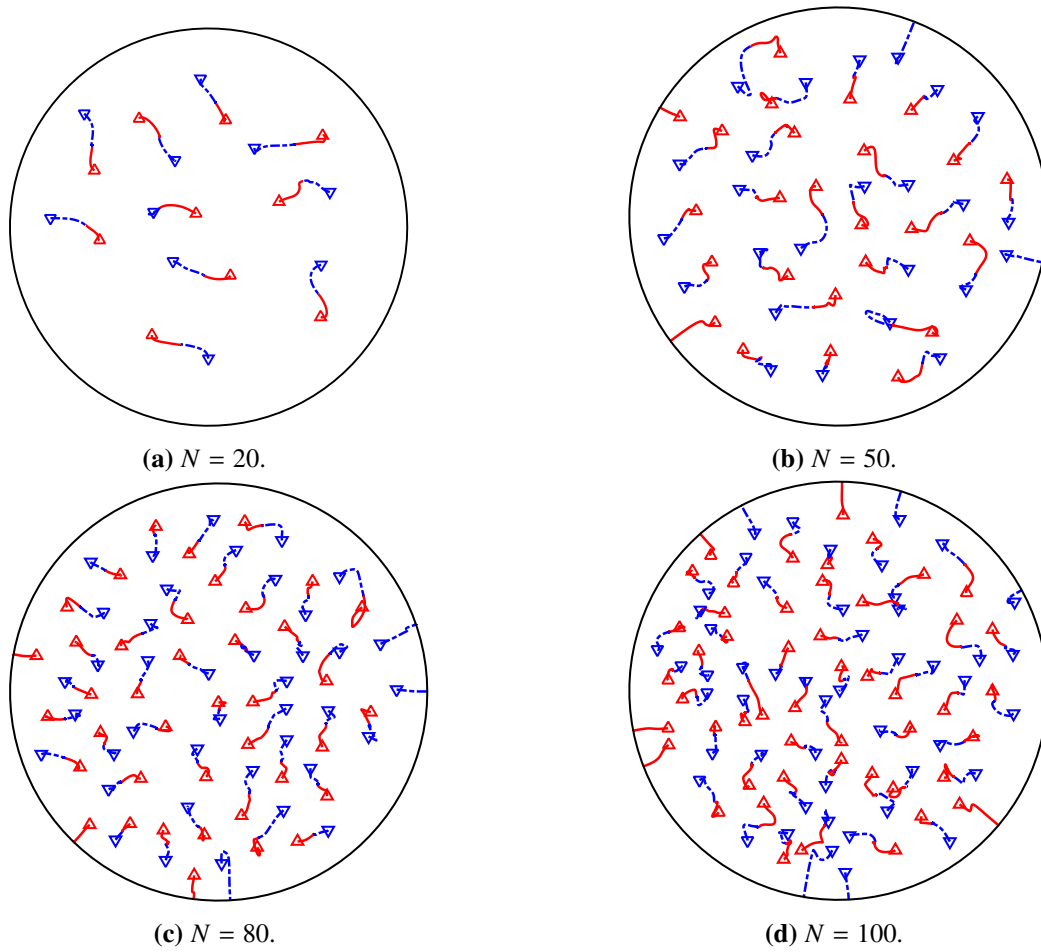 (a) N = 20.
(b) N = 50.
(c) N = 80.
(d) N = 100.